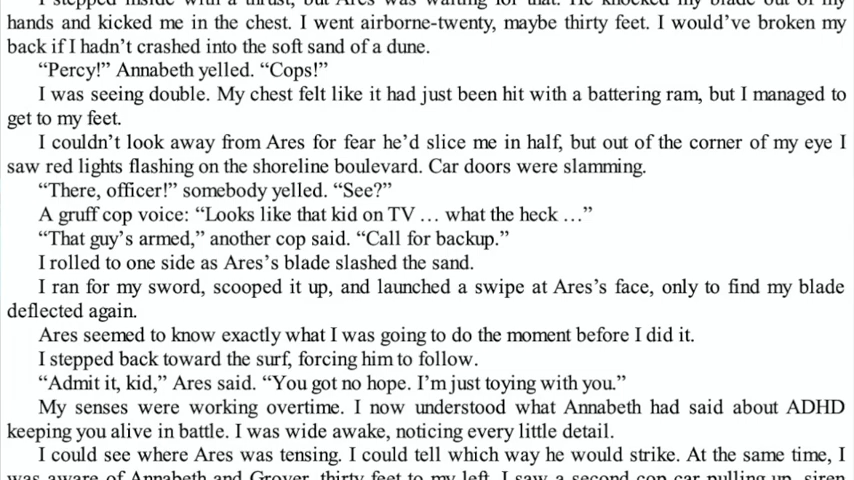 I stepped inside with a thrust, but Ares was waiting for that. He knocked my blade out of my
hands and kicked me in the chest. I went airborne-twenty, maybe thirty feet. I would’ve broken my
back if I hadn’t crashed into the soft sand of a dune.
“Percy!” Annabeth yelled. “Cops!”
I was seeing double. My chest felt like it had just been hit with a battering ram, but I managed to
get to my feet.
I couldn’t look away from Ares for fear he’d slice me in half, but out of the corner of my eye I
saw red lights flashing on the shoreline boulevard. Car doors were slamming.
“There, officer!” somebody yelled. “See?”
A gruff cop voice: “Looks like that kid on TV … what the heck …”
“That guy’s armed,” another cop said. “Call for backup.”
I rolled to one side as Ares’s blade slashed the sand.
I ran for my sword, scooped it up, and launched a swipe at Ares’s face, only to find my blade
deflected again.
Ares seemed to know exactly what I was going to do the moment before I did it.
I stepped back toward the surf, forcing him to follow.
“Admit it, kid,” Ares said. “You got no hope. I’m just toying with you.”
My senses were working overtime. I now understood what Annabeth had said about ADHD
keeping you alive in battle. I was wide awake, noticing every little detail.
I could see where Ares was tensing. I could tell which way he would strike. At the same time, I
was aware of Annabeth and Grover, thirty feet to my left. I saw a second cop car pulling up, siren